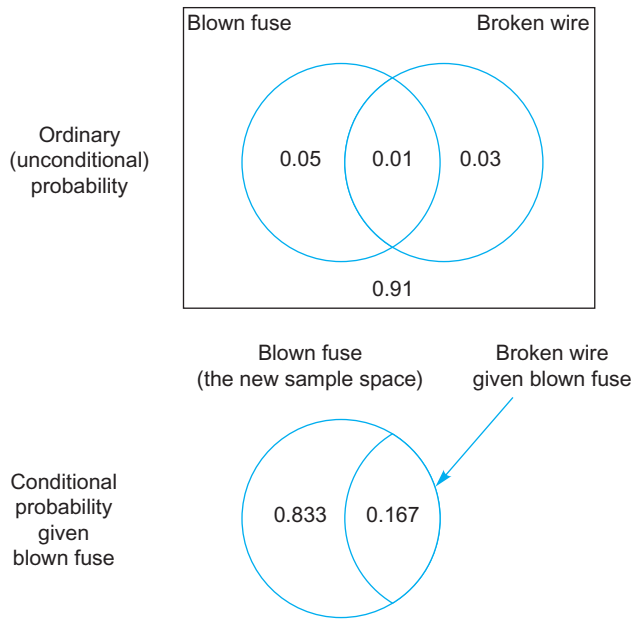 Blown fuse
Broken wire
Ordinary
(unconditional)
probability
0.05
0.01
0.03
0.91
Blown fuse
(the new sample space)
Broken wire
given blown fuse
Conditional
probability
given
blown fuse
0.833
0.167